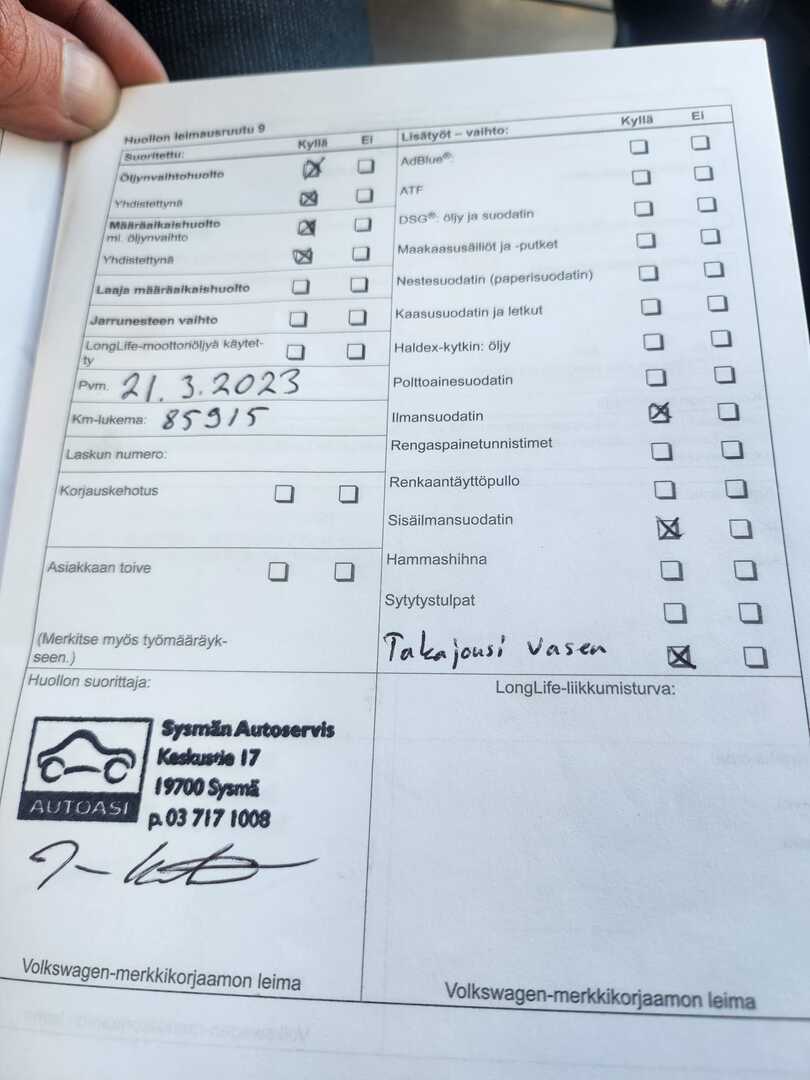 Huollon leimausruutu 9
Suoritettu: Kyllä Ei
Öljynvaihtohuolto
Yhdistettynä
Määräaikaishuolto
ml. öljynvaihto
Yhdistettynä
Laaja määräaikaishuolto
Jarrunesteen vaihto
LongLife-moottoriöljyä käytet-
ty
Pvm. 21.3.2023
Km-lukema: 85915
Laskun numero:
Korjauskehotus
Asiakkaan toive
(Merkitse myös työmääräyk-
seen.)
Lisätyöt – vaihto: Kyllä Ei
AdBlue®:
ATF
DSG®: öljy ja suodatin
Maakaasusäiliöt ja -putket
Nestesuodatin (paperisuodatin)
Kaasusuodatin ja letkut
Haldex-kytkin: öljy
Polttoainesuodatin
Ilmansuodatin
Rengaspainetunnistimet
Renkaantäyttöpullo
Sisäilmansuodatin
Hammashihna
Sytytystulpat
Takajousi vasen
Huollon suorittaja:
AUTOASI
Sysmän Autoservis
Keskustie 17
19700 Sysmä
p. 03 717 1008
Volkswagen-merkkikorjaamon leima
LongLife-liikkumisturva:
Volkswagen-merkkikorjaamon leima